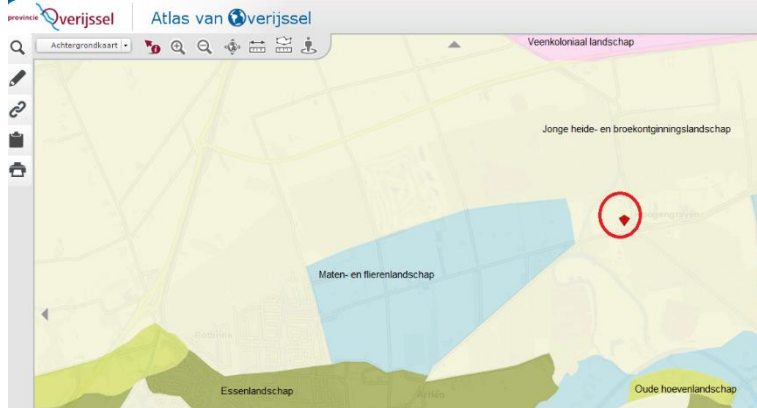 provincie Overijssel
Atlas van Overijssel
Achtergrondkaart
Veenkoloniaal landschap
Jonge heide- en broekontginningslandschap
Maten- en flierenlandschap
Essenlandschap
Oude hoevenlandschap